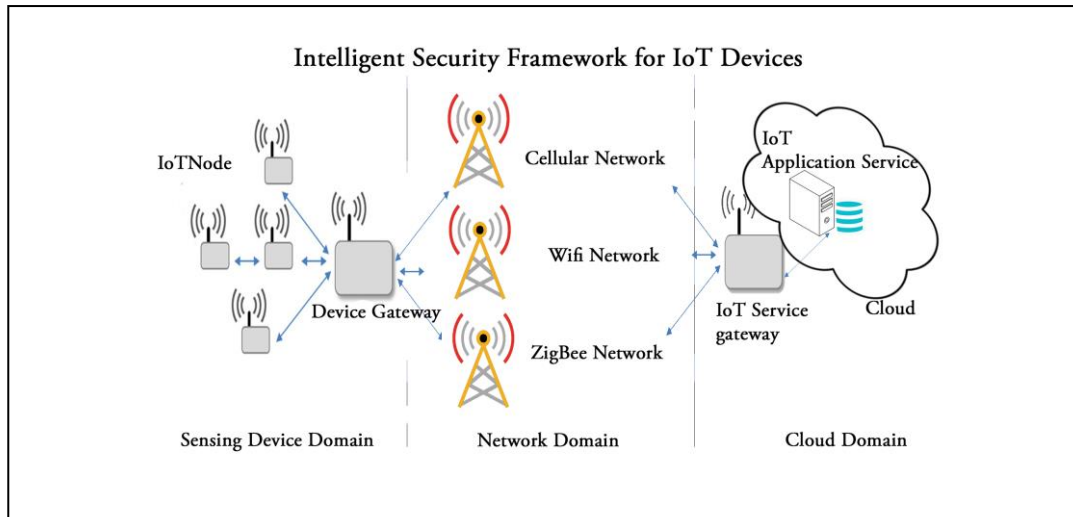 Intelligent Security Framework for IoT Devices
IoTNode
Device Gateway
Cellular Network
Wifi Network
ZigBee Network
IoT
Application Service
IoT Service
gateway
Cloud
Sensing Device Domain
Network Domain
Cloud Domain